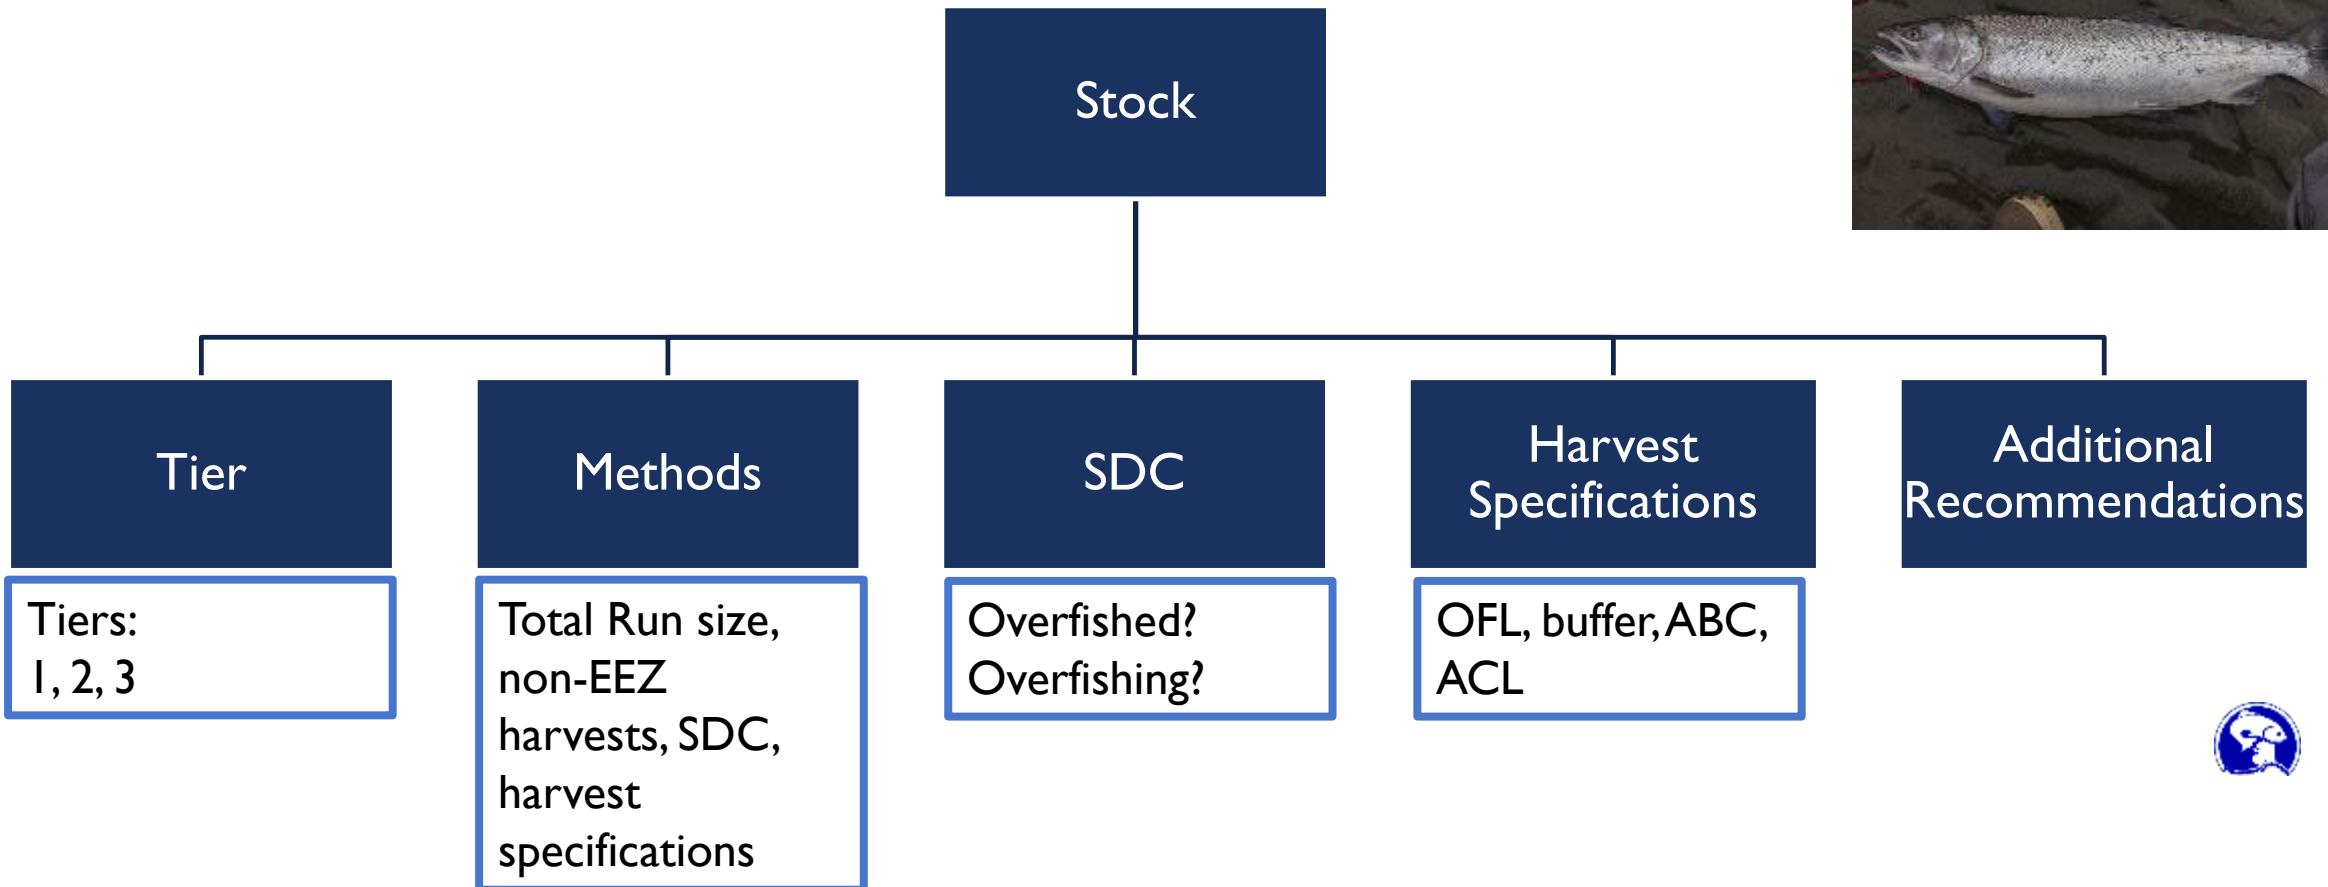 Stock
Tier
Methods
SDC
Harvest
Specifications
Additional
Recommendations
Tiers:
1, 2, 3
Total Run size,
non-EEZ
harvests, SDC,
harvest
specifications
Overfished?
Overfishing?
OFL, buffer, ABC,
ACL